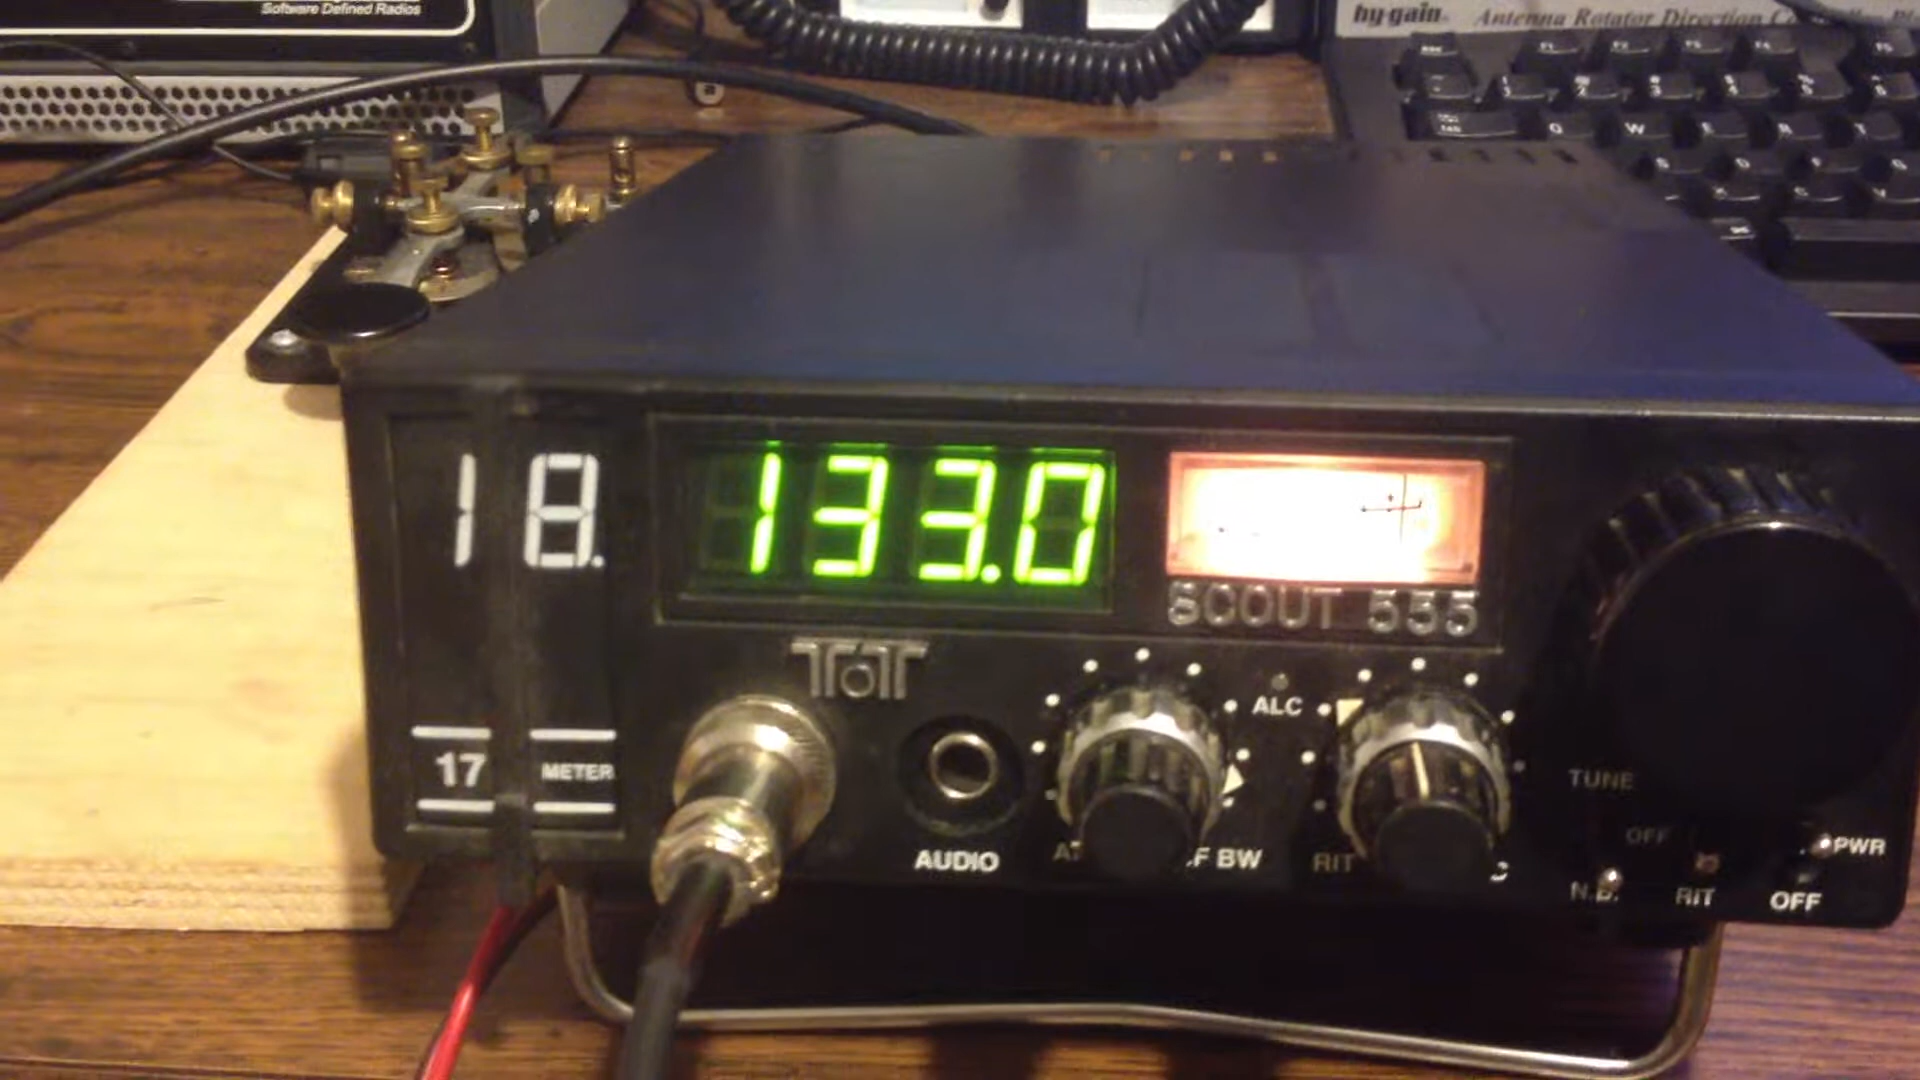 Software Defined Radios
hy-gain. Antenna Rotator Direction
Q W E R T
18. 133.0
SCOUT 555
ALC
17 METER
AUDIO
BW
RIT
TUNE
OFF
PWR
N.B.
RIT
OFF